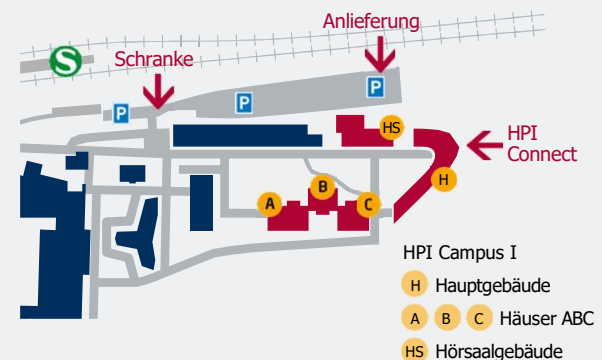 Anlieferung
S
Schranke
P
P
P
HS
HPI
Connect
H
B
A
C
HPI Campus I
H Hauptgebäude
A B C Häuser ABC
HS Hörsaalgebäude